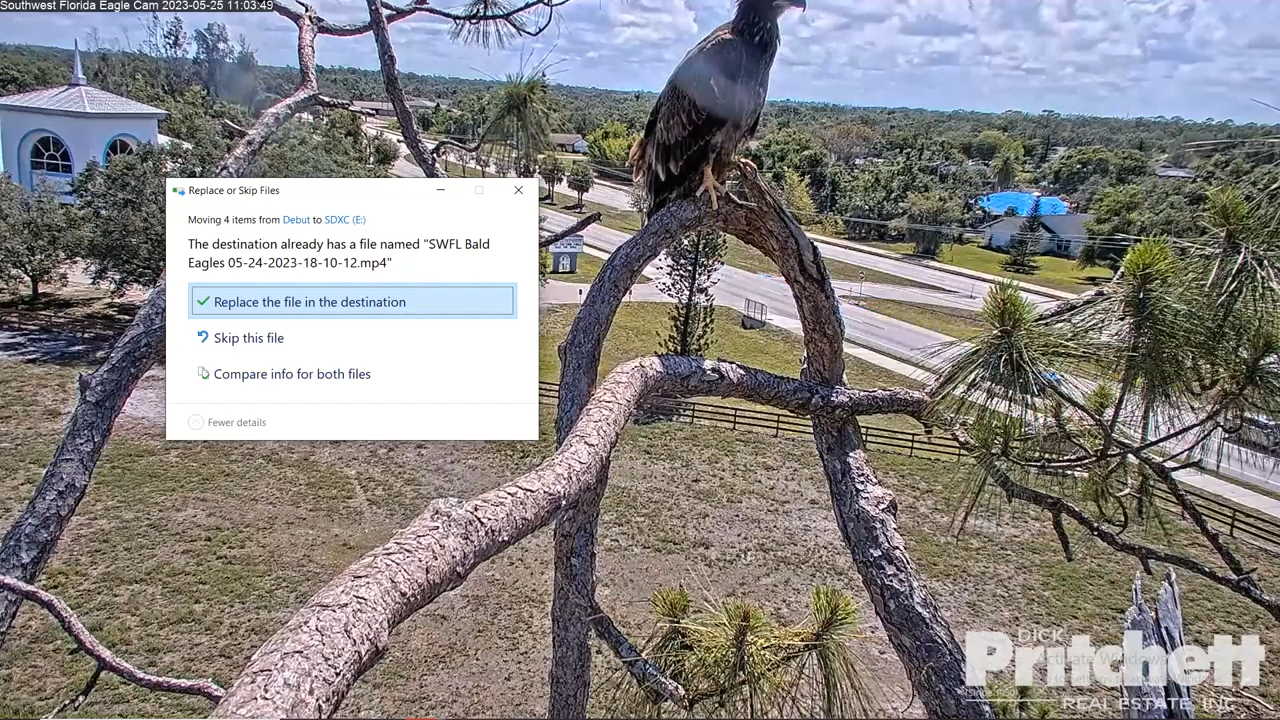 Southwest Florida Eagle Cam 2023-05-25 11:03:49
Replace or Skip Files
Moving 4 items from Debut to SDXC (E:)
The destination already has a file named "SWFL Bald
Eagles 05-24-2023-18-10-12.mp4"
Replace the file in the destination
Skip this file
Compare info for both files
Fewer details
DICK
Pritchett
REAL ESTATE, INC